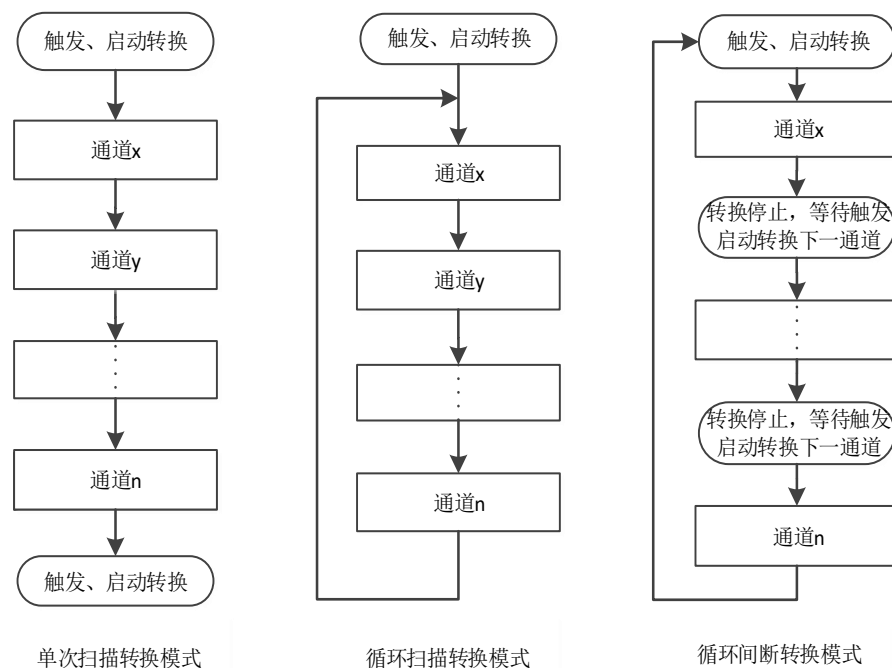 触发、启动转换
通道x
通道y
通道n
触发、启动转换
单次扫描转换模式
触发、启动转换
通道x
通道y
通道n
循环扫描转换模式
触发、启动转换
通道x
转换停止，等待触发
启动转换下一通道
转换停止，等待触发
启动转换下一通道
通道n
循环间断转换模式